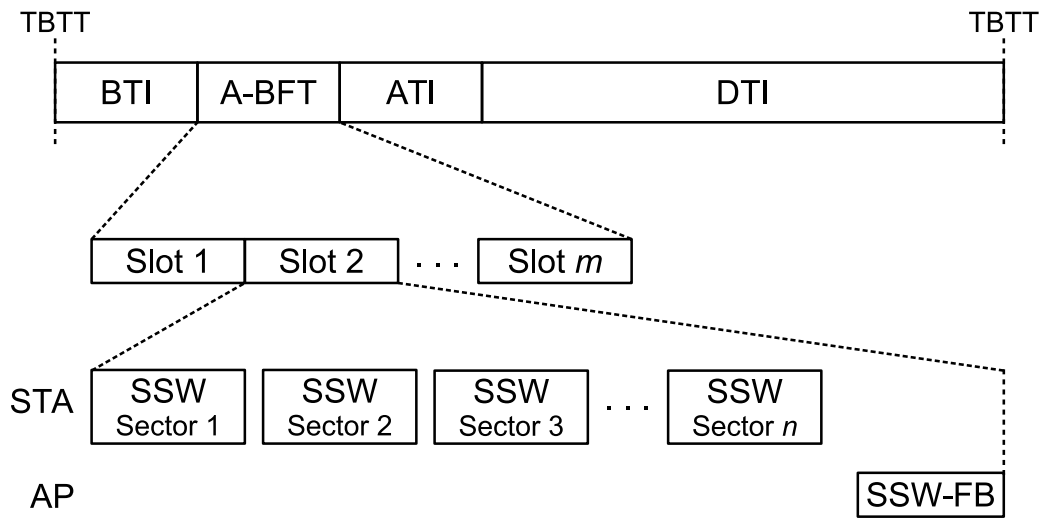 TBTT TBTT
BTI A-BFT ATI DTI
Slot 1 Slot 2 . . . Slot m
STA SSW SSW SSW . . . SSW
Sector 1 Sector 2 Sector 3 Sector n
AP SSW-FB